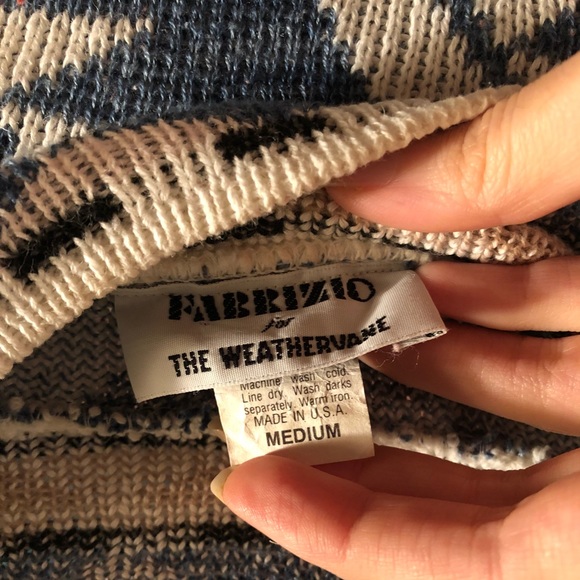 FABRIZIO
for
THE WEATHERVANE
Machine wash cold.
Line dry. Wash darks
separately. Warm iron.
MADE IN U.S.A.
MEDIUM